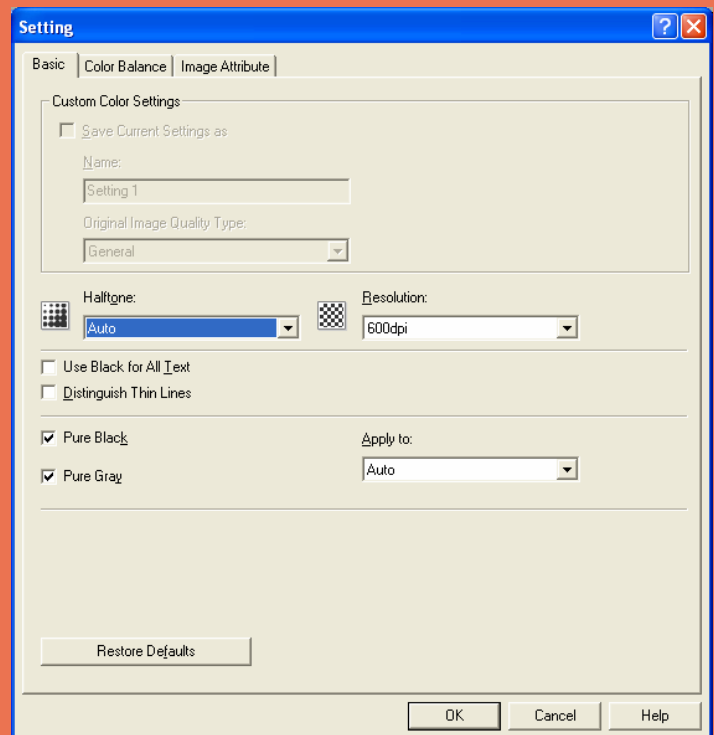 Setting
Basic Color Balance Image Attribute
Custom Color Settings
Save Current Settings as
Name:
Setting 1
Original Image Quality Type:
General
Halftone: Resolution:
Auto 600dpi
Use Black for All Text
Distinguish Thin Lines
Pure Black Apply to:
Pure Gray Auto
Restore Defaults
OK Cancel Help